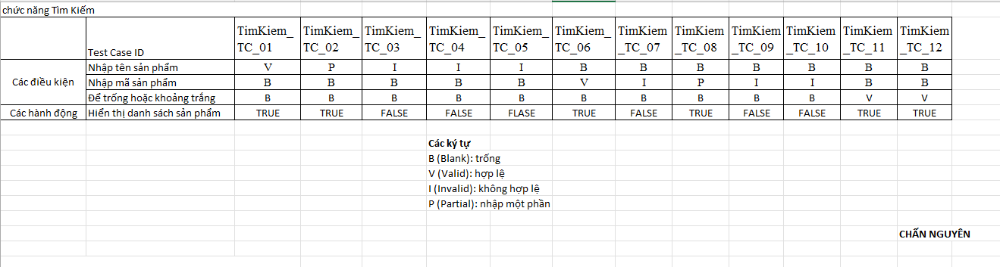 chức năng Tìm Kiếm
Test Case ID TimKiem_TC_01 TimKiem_TC_02 TimKiem_TC_03 TimKiem_TC_04 TimKiem_TC_05 TimKiem_TC_06 TimKiem_TC_07 TimKiem_TC_08 TimKiem_TC_09 TimKiem_TC_10 TimKiem_TC_11 TimKiem_TC_12
Các điều kiện Nhập tên sản phẩm V P I I I B B B B B B B
Nhập mã sản phẩm B B B B B V I P I I B B
Để trống hoặc khoảng trắng B B B B B B B B B B V V
Các hành động Hiển thị danh sách sản phẩm TRUE TRUE FALSE FALSE FLASE TRUE FALSE TRUE FALSE FALSE TRUE TRUE
Các ký tự
B (Blank): trống
V (Valid): hợp lệ
I (Invalid): không hợp lệ
P (Partial): nhập một phần
CHẤN NGUYÊN